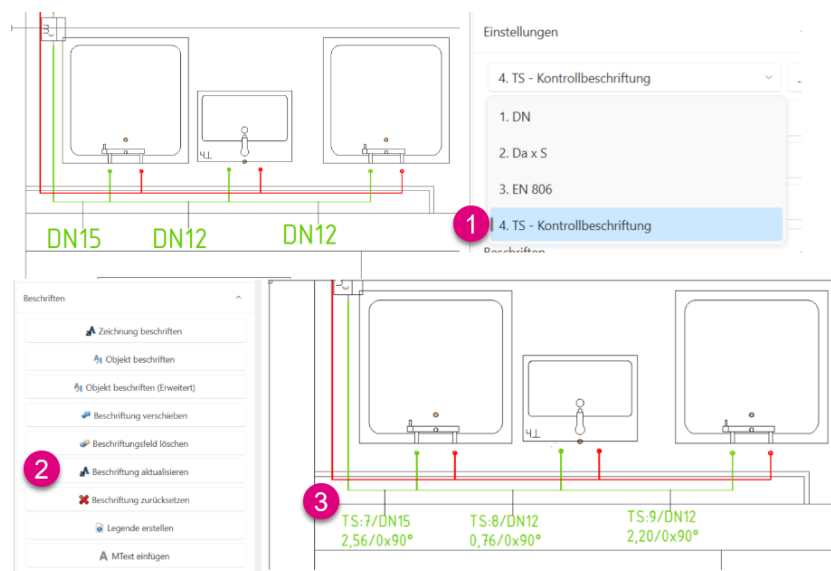 Einstellungen
4. TS - Kontrollbeschriftung
1. DN
2. Da x S
3. EN 806
1
4. TS - Kontrollbeschriftung
Beschriften
DN15
DN12
DN12
Beschriften
Zeichnung beschriften
Objekt beschriften
Objekt beschriften (Erweitert)
Beschriftung verschieben
Beschriftungsfeld löschen
2
Beschriftung aktualisieren
Beschriftung zurücksetzen
Legende erstellen
A MText einfügen
3
TS:7/DN15
2,56/0x90°
TS:8/DN12
0,76/0x90°
TS:9/DN12
2,20/0x90°